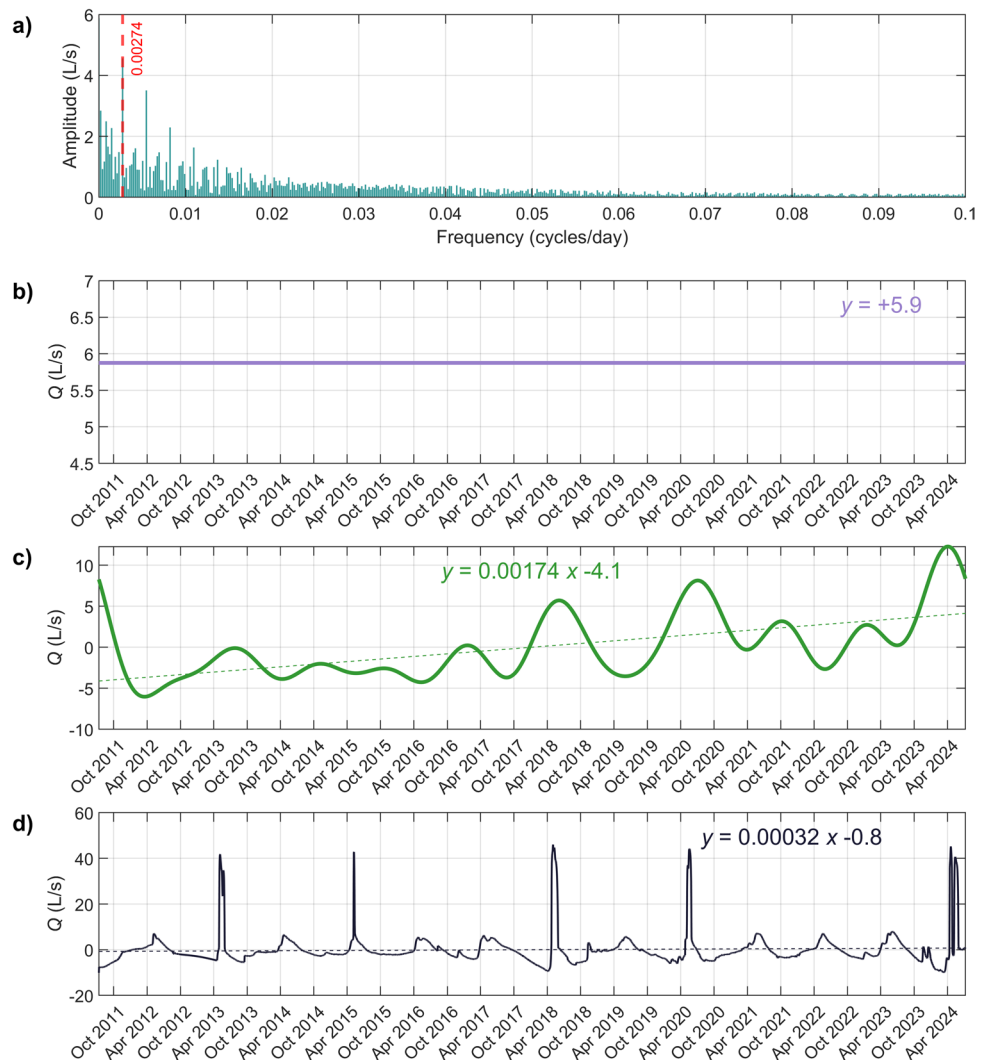 a)
6
4
2
0
Amplitude (L/s)
0.00274
0 0.01 0.02 0.03 0.04 0.05 0.06 0.07 0.08 0.09 0.1
Frequency (cycles/day)
b)
7
6.5
6
5.5
5
4.5
Q (L/s)
y = +5.9
Oct 2011 Apr 2012 Oct 2012 Apr 2013 Oct 2013 Apr 2014 Oct 2014 Apr 2015 Oct 2015 Apr 2016 Oct 2016 Apr 2017 Oct 2017 Apr 2018 Oct 2018 Apr 2019 Oct 2019 Apr 2020 Oct 2020 Apr 2021 Oct 2021 Apr 2022 Oct 2022 Apr 2023 Oct 2023 Apr 2024
c)
10
5
0
-5
-10
Q (L/s)
y = 0.00174 x -4.1
Oct 2011 Apr 2012 Oct 2012 Apr 2013 Oct 2013 Apr 2014 Oct 2014 Apr 2015 Oct 2015 Apr 2016 Oct 2016 Apr 2017 Oct 2017 Apr 2018 Oct 2018 Apr 2019 Oct 2019 Apr 2020 Oct 2020 Apr 2021 Oct 2021 Apr 2022 Oct 2022 Apr 2023 Oct 2023 Apr 2024
d)
60
40
20
0
-20
Q (L/s)
y = 0.00032 x -0.8
Oct 2011 Apr 2012 Oct 2012 Apr 2013 Oct 2013 Apr 2014 Oct 2014 Apr 2015 Oct 2015 Apr 2016 Oct 2016 Apr 2017 Oct 2017 Apr 2018 Oct 2018 Apr 2019 Oct 2019 Apr 2020 Oct 2020 Apr 2021 Oct 2021 Apr 2022 Oct 2022 Apr 2023 Oct 2023 Apr 2024